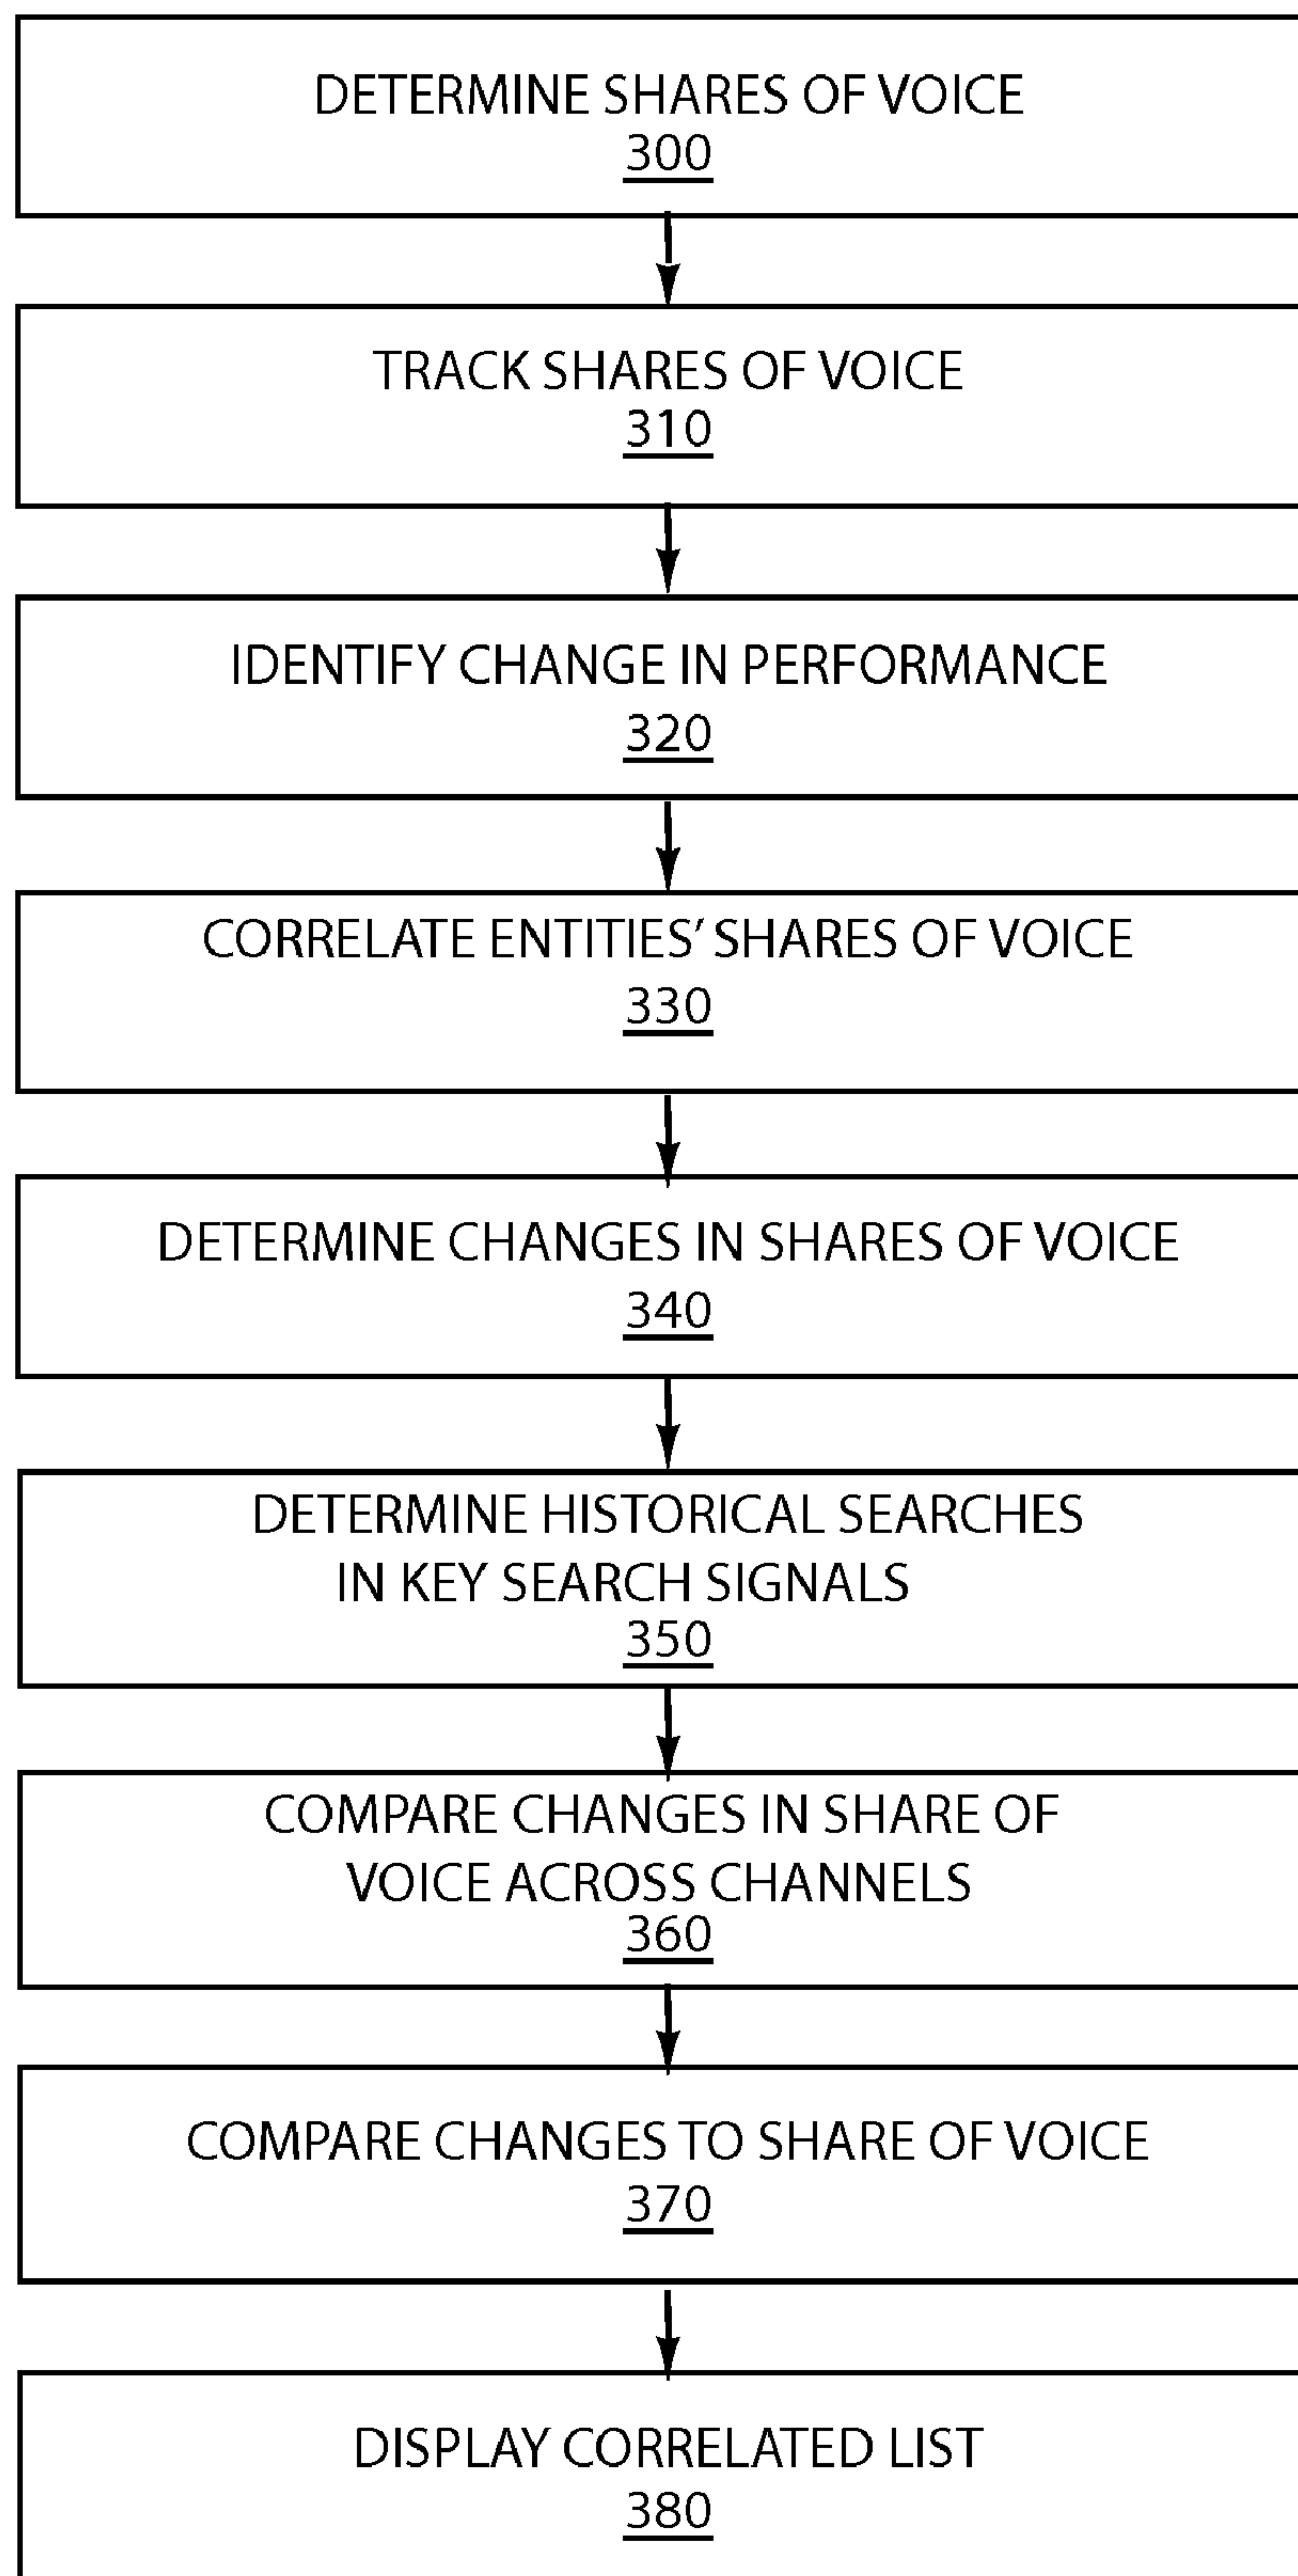 DETERMINE SHARES OF VOICE
300
TRACK SHARES OF VOICE
310
IDENTIFY CHANGE IN PERFORMANCE
320
CORRELATE ENTITIES’ SHARES OF VOICE
330
DETERMINE CHANGES IN SHARES OF VOICE
340
DETERMINE HISTORICAL SEARCHES
IN KEY SEARCH SIGNALS
350
COMPARE CHANGES IN SHARE OF
VOICE ACROSS CHANNELS
360
COMPARE CHANGES TO SHARE OF VOICE
370
DISPLAY CORRELATED LIST
380